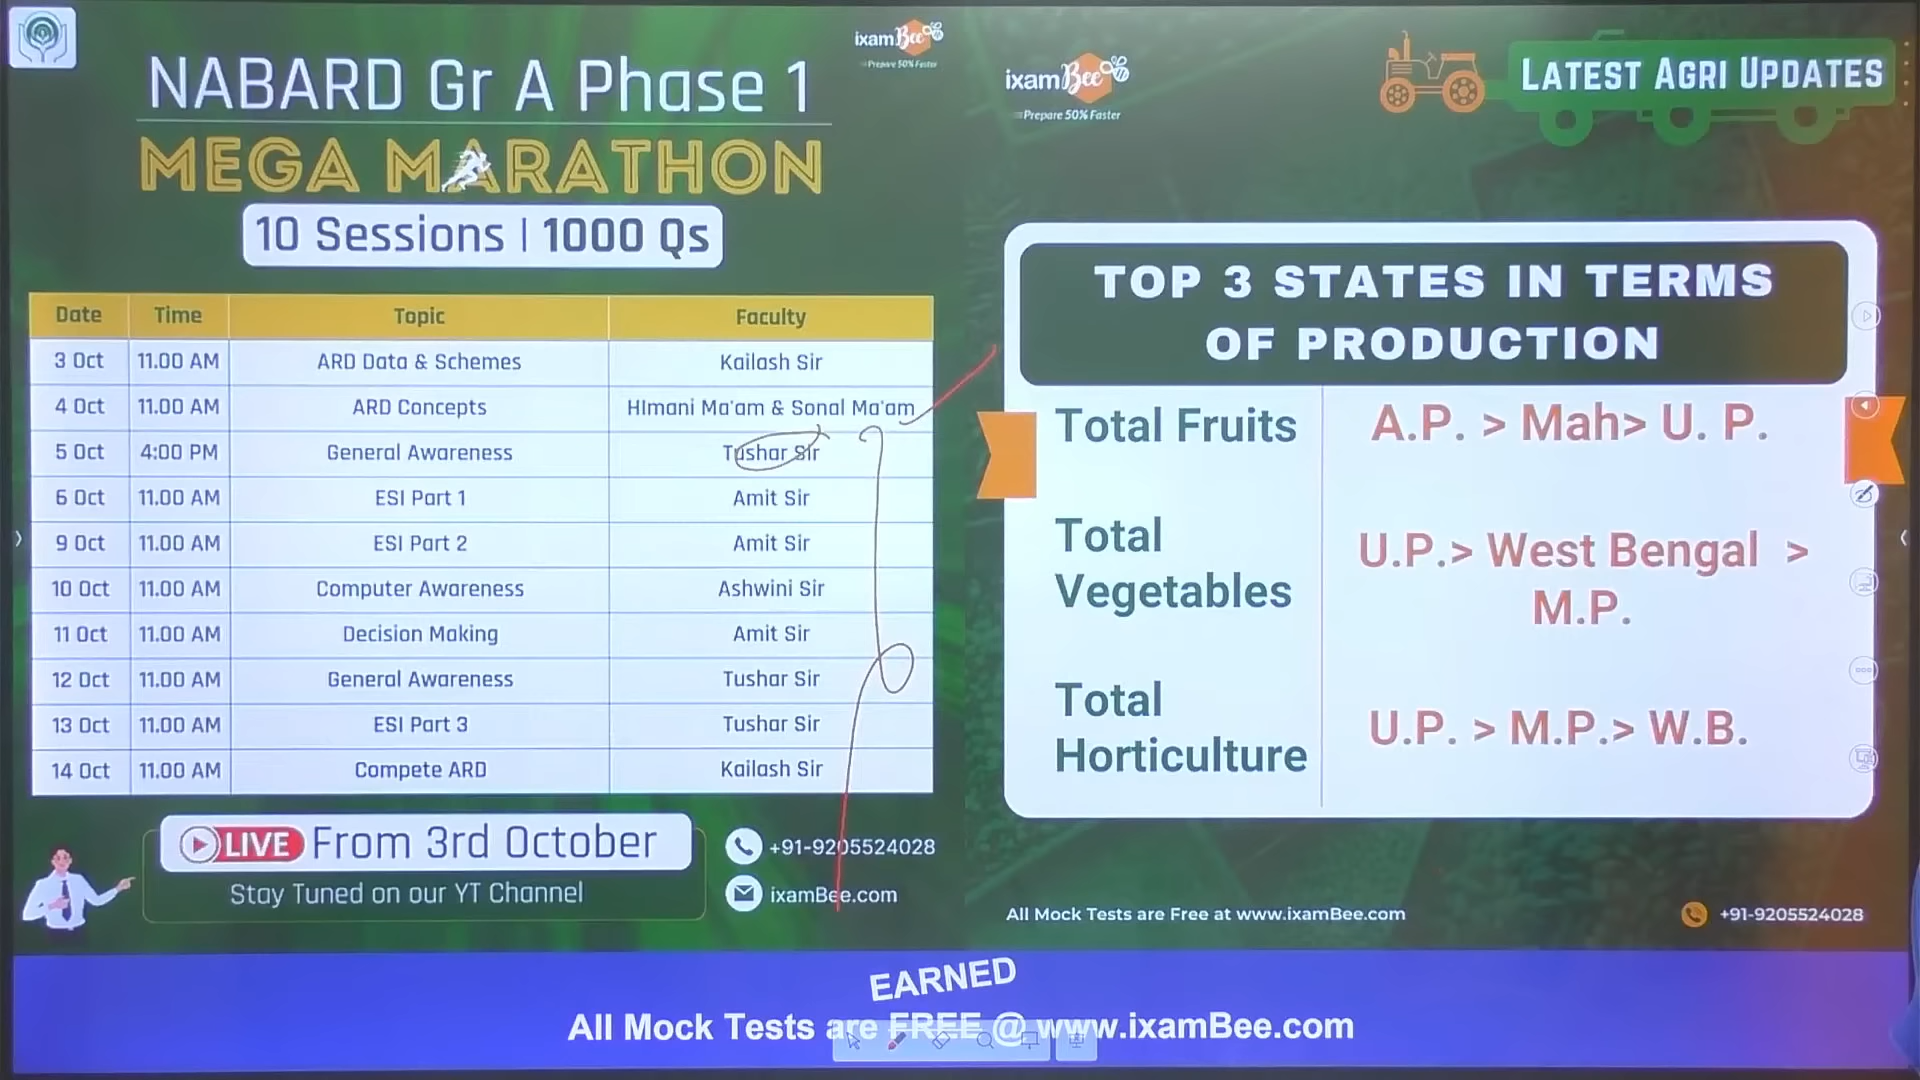 ixamBee
Prepare 50% Faster
NABARD Gr A Phase 1
MEGA MARATHON
10 Sessions | 1000 Qs
Date Time Topic Faculty
3 Oct 11.00 AM ARD Data & Schemes Kailash Sir
4 Oct 11.00 AM ARD Concepts HImani Ma'am & Sonal Ma'am
5 Oct 4:00 PM General Awareness Tushar Sir
6 Oct 11.00 AM ESI Part 1 Amit Sir
9 Oct 11.00 AM ESI Part 2 Amit Sir
10 Oct 11.00 AM Computer Awareness Ashwini Sir
11 Oct 11.00 AM Decision Making Amit Sir
12 Oct 11.00 AM General Awareness Tushar Sir
13 Oct 11.00 AM ESI Part 3 Tushar Sir
14 Oct 11.00 AM Compete ARD Kailash Sir
LIVE From 3rd October
Stay Tuned on our YT Channel
+91-9205524028
ixamBee.com
ixamBee
Prepare 50% Faster
LATEST AGRI UPDATES
TOP 3 STATES IN TERMS
OF PRODUCTION
Total Fruits A.P. > Mah> U. P.
Total
Vegetables
U.P.> West Bengal >
M.P.
Total
Horticulture
U.P. > M.P.> W.B.
All Mock Tests are Free at www.ixamBee.com
+91-9205524028
EARNED
All Mock Tests are FREE @ www.ixamBee.com